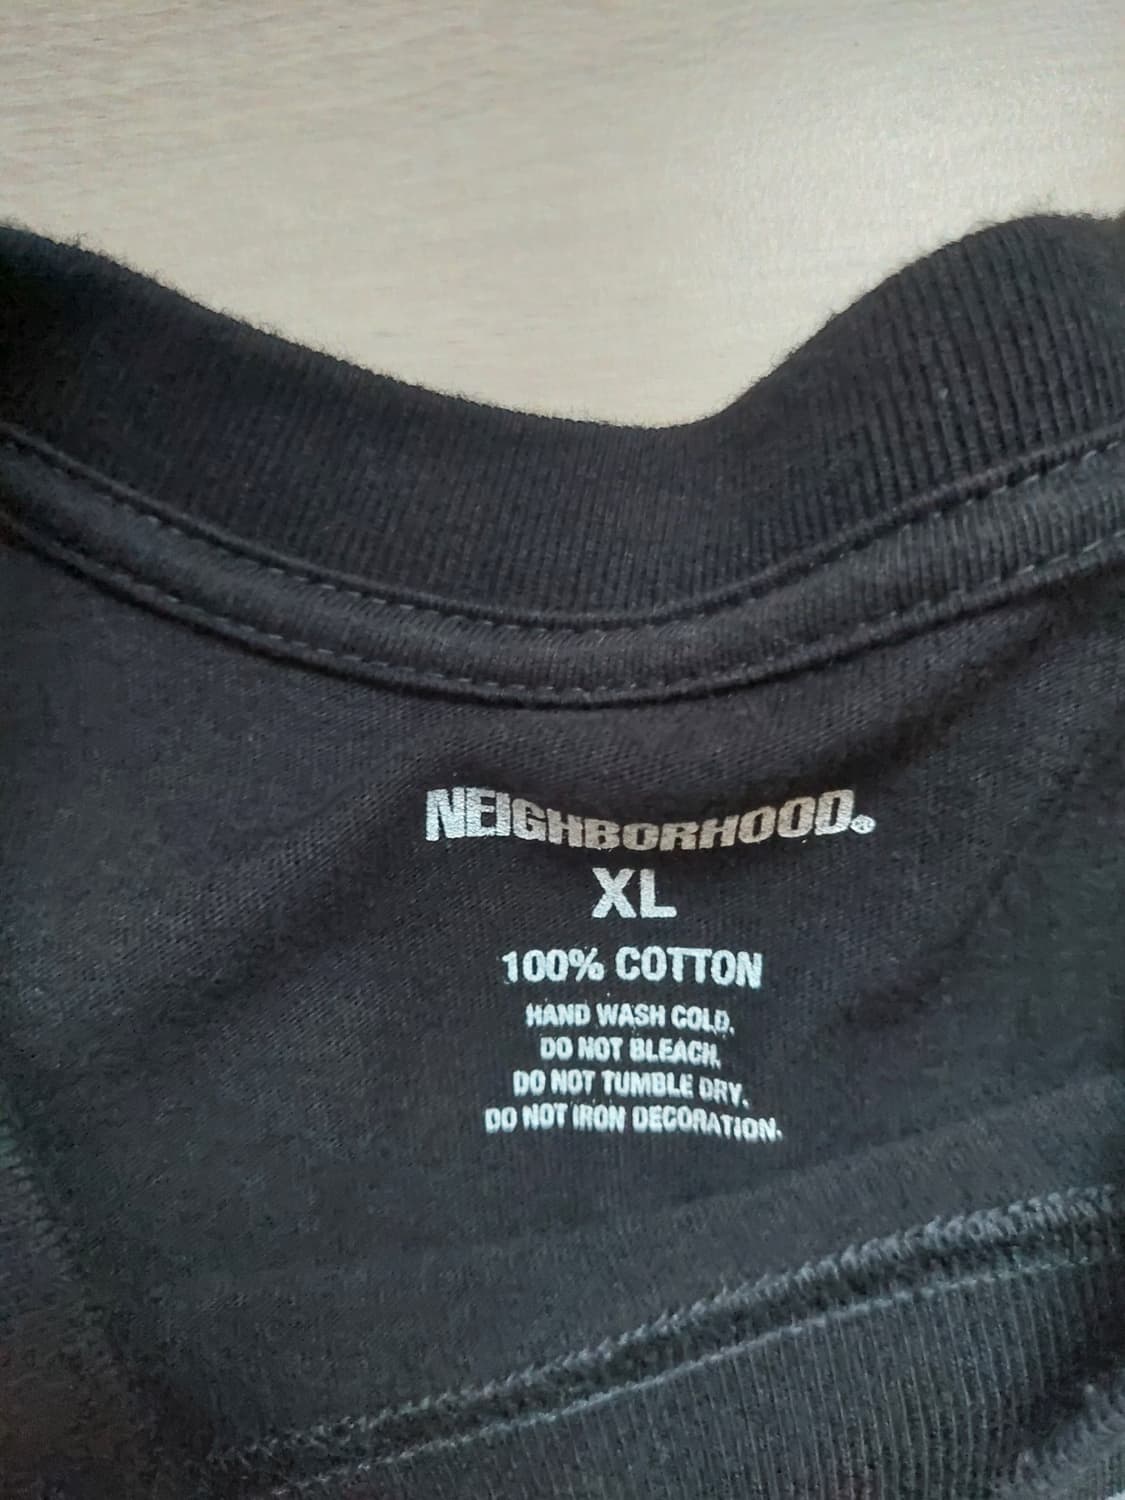 NEIGHBORHOOD®
XL
100% COTTON
HAND WASH COLD.
DO NOT BLEACH.
DO NOT TUMBLE DRY.
DO NOT IRON DECORATION.